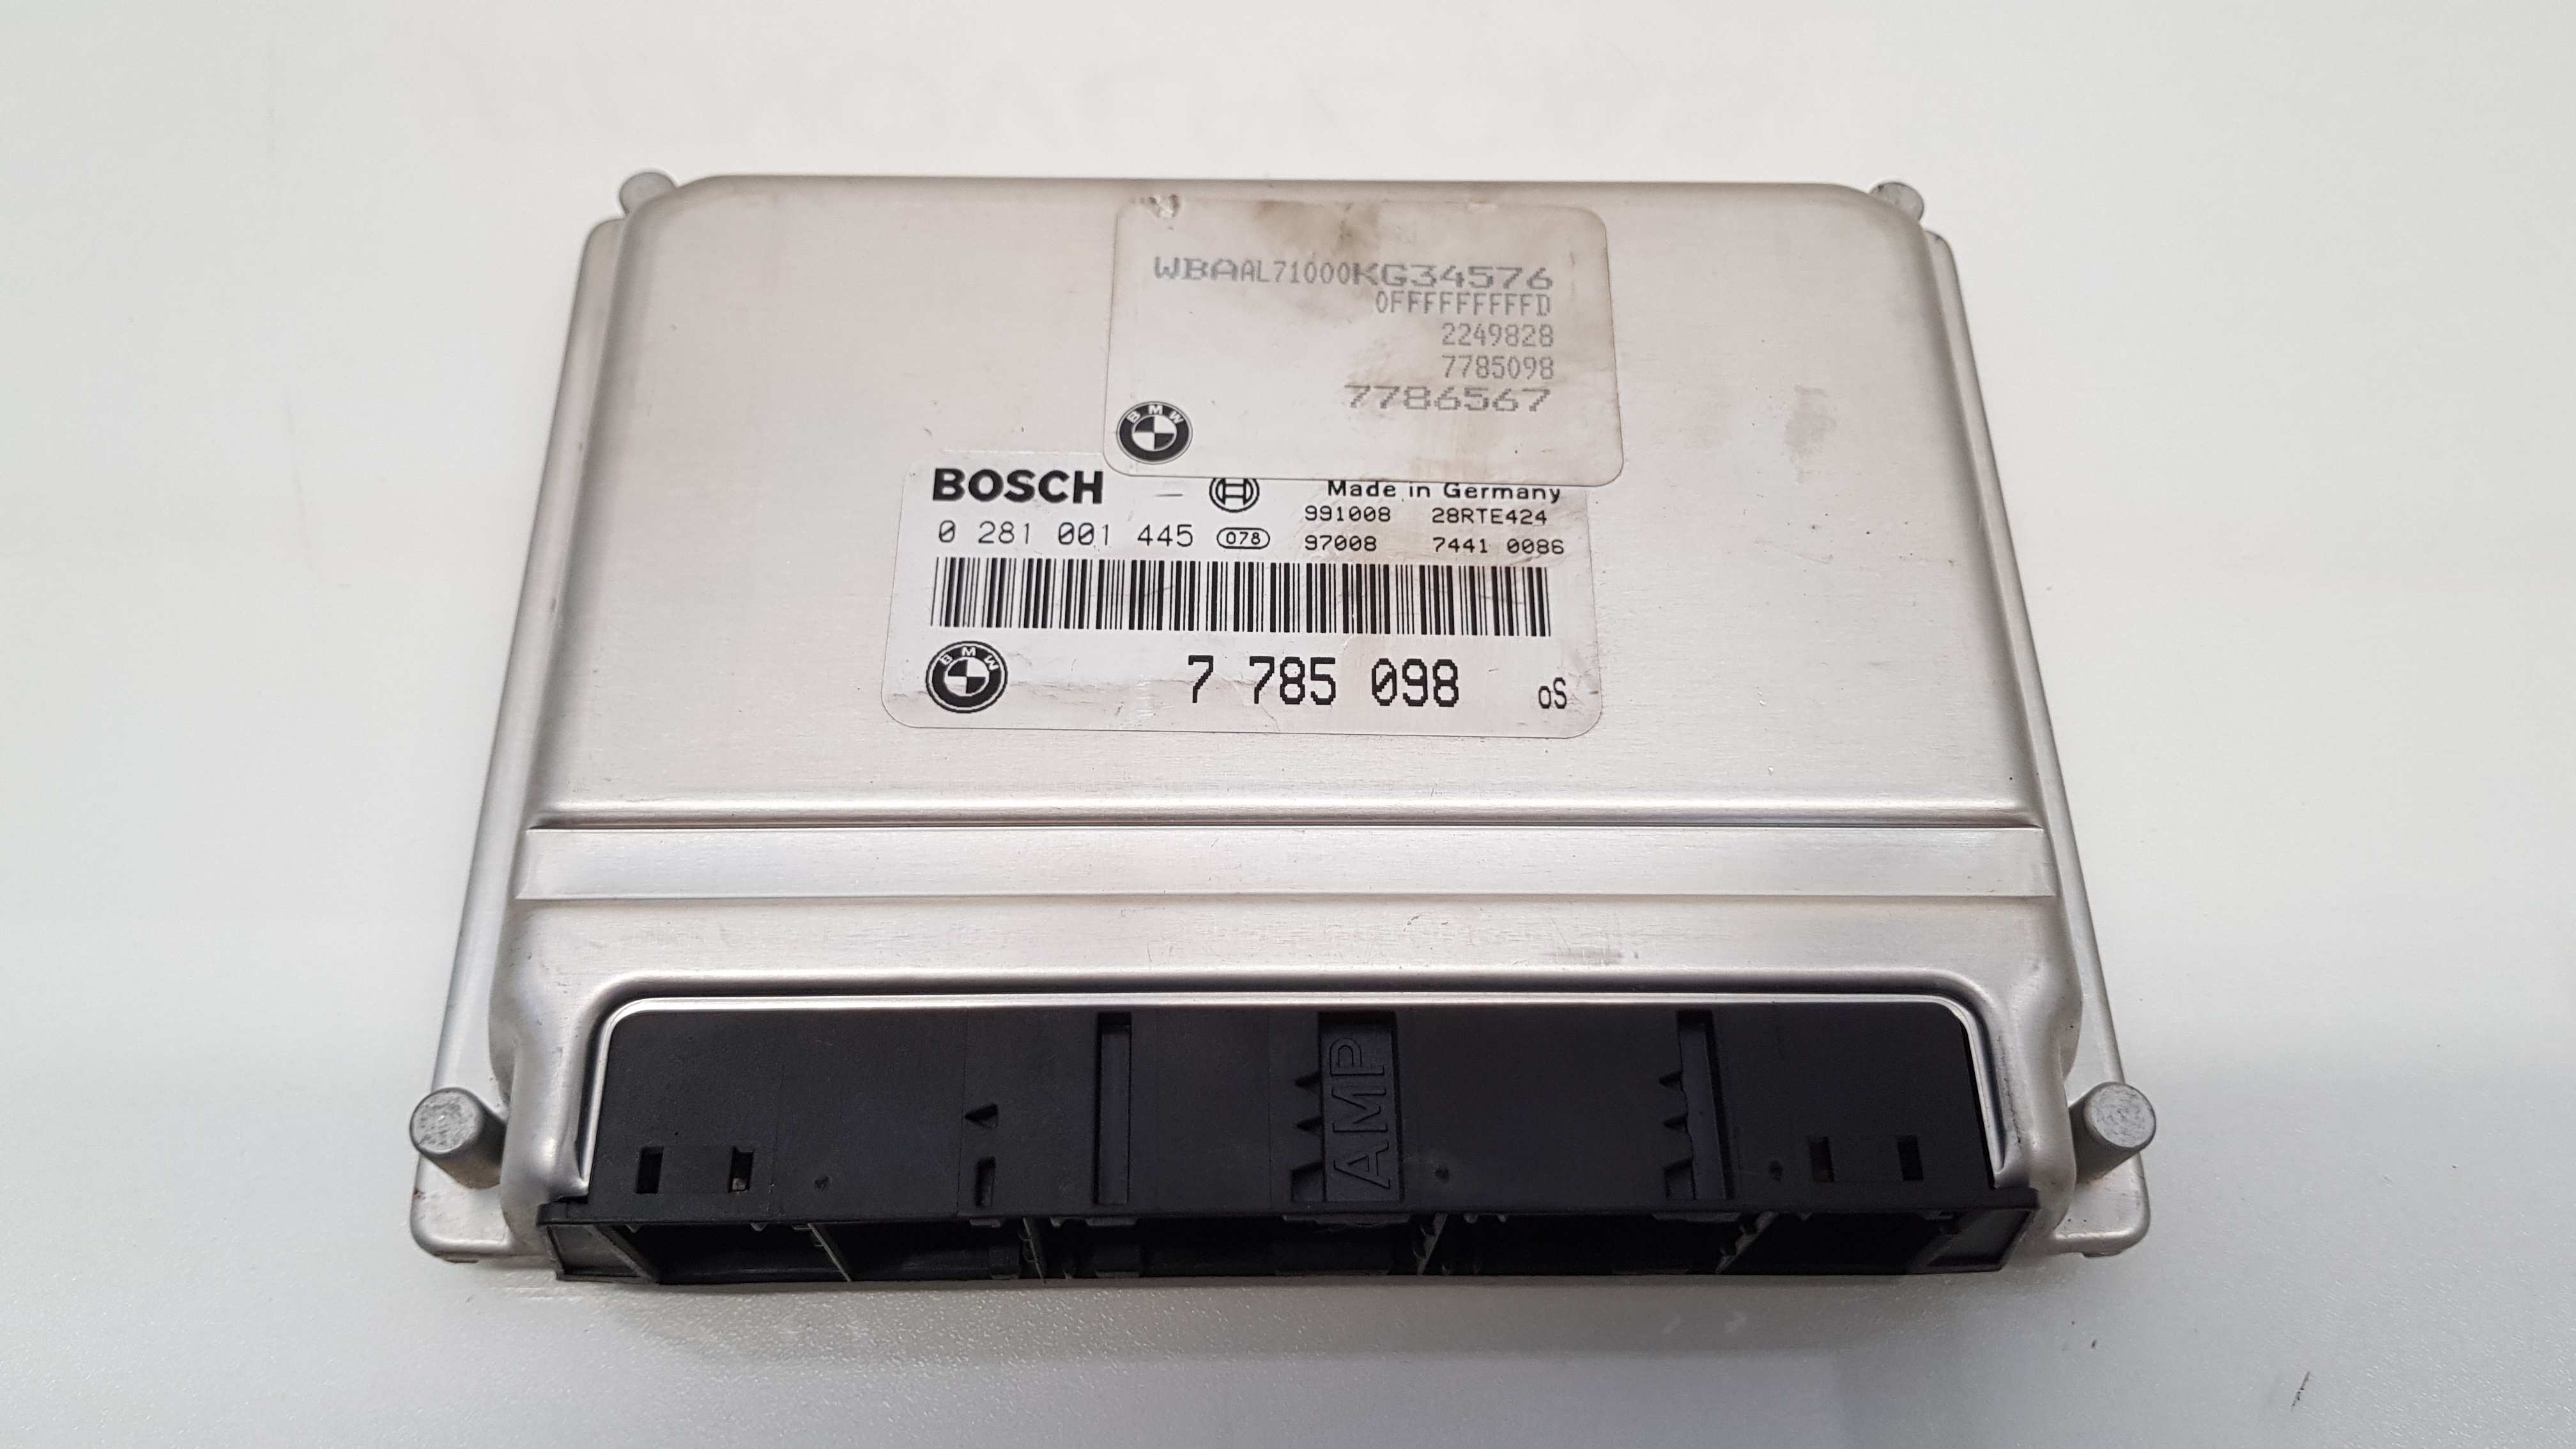 WBAAL71000KG34576
0FFFFFFFFFFD
2249828
7785098
7786567
BMW
BOSCH Made in Germany
991008 28RTE424
0 281 001 445 078 97008 7441 0086
BMW
7 785 098 oS
AMP